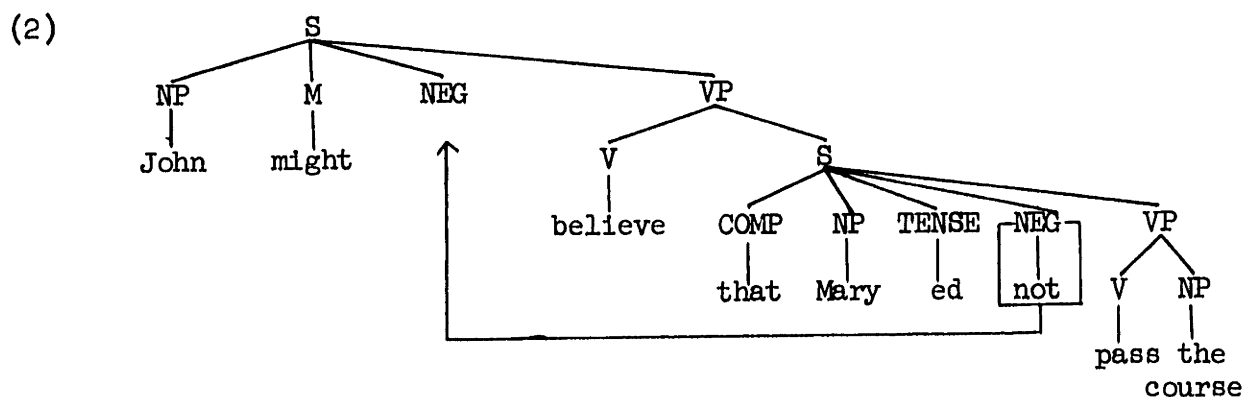 (2) S
NP M NEG VP
John might V S
believe COMP NP TENSE NEG VP
that Mary ed not V NP
pass the
course